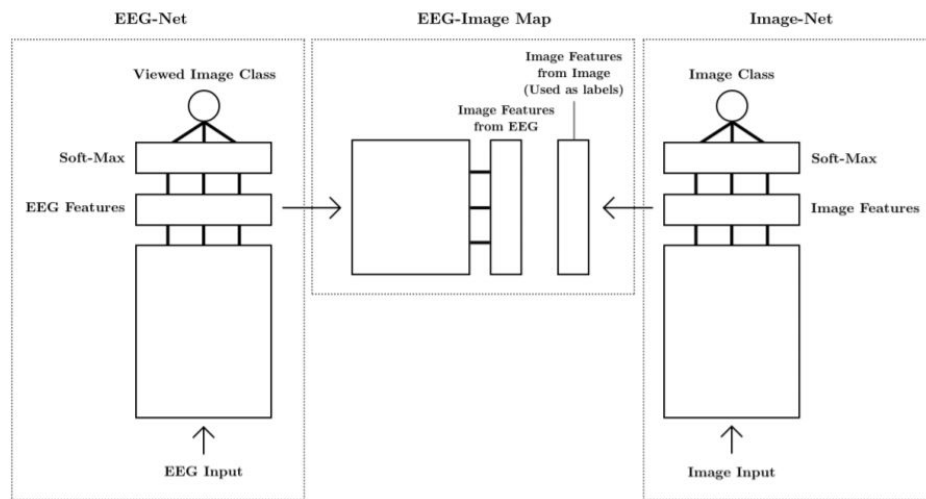 EEG-Net
EEG-Image Map
Image-Net
Viewed Image Class
Soft-Max
EEG Features
EEG Input
Image Features
from Image
(Used as labels)
Image Features
from EEG
Image Class
Soft-Max
Image Features
Image Input